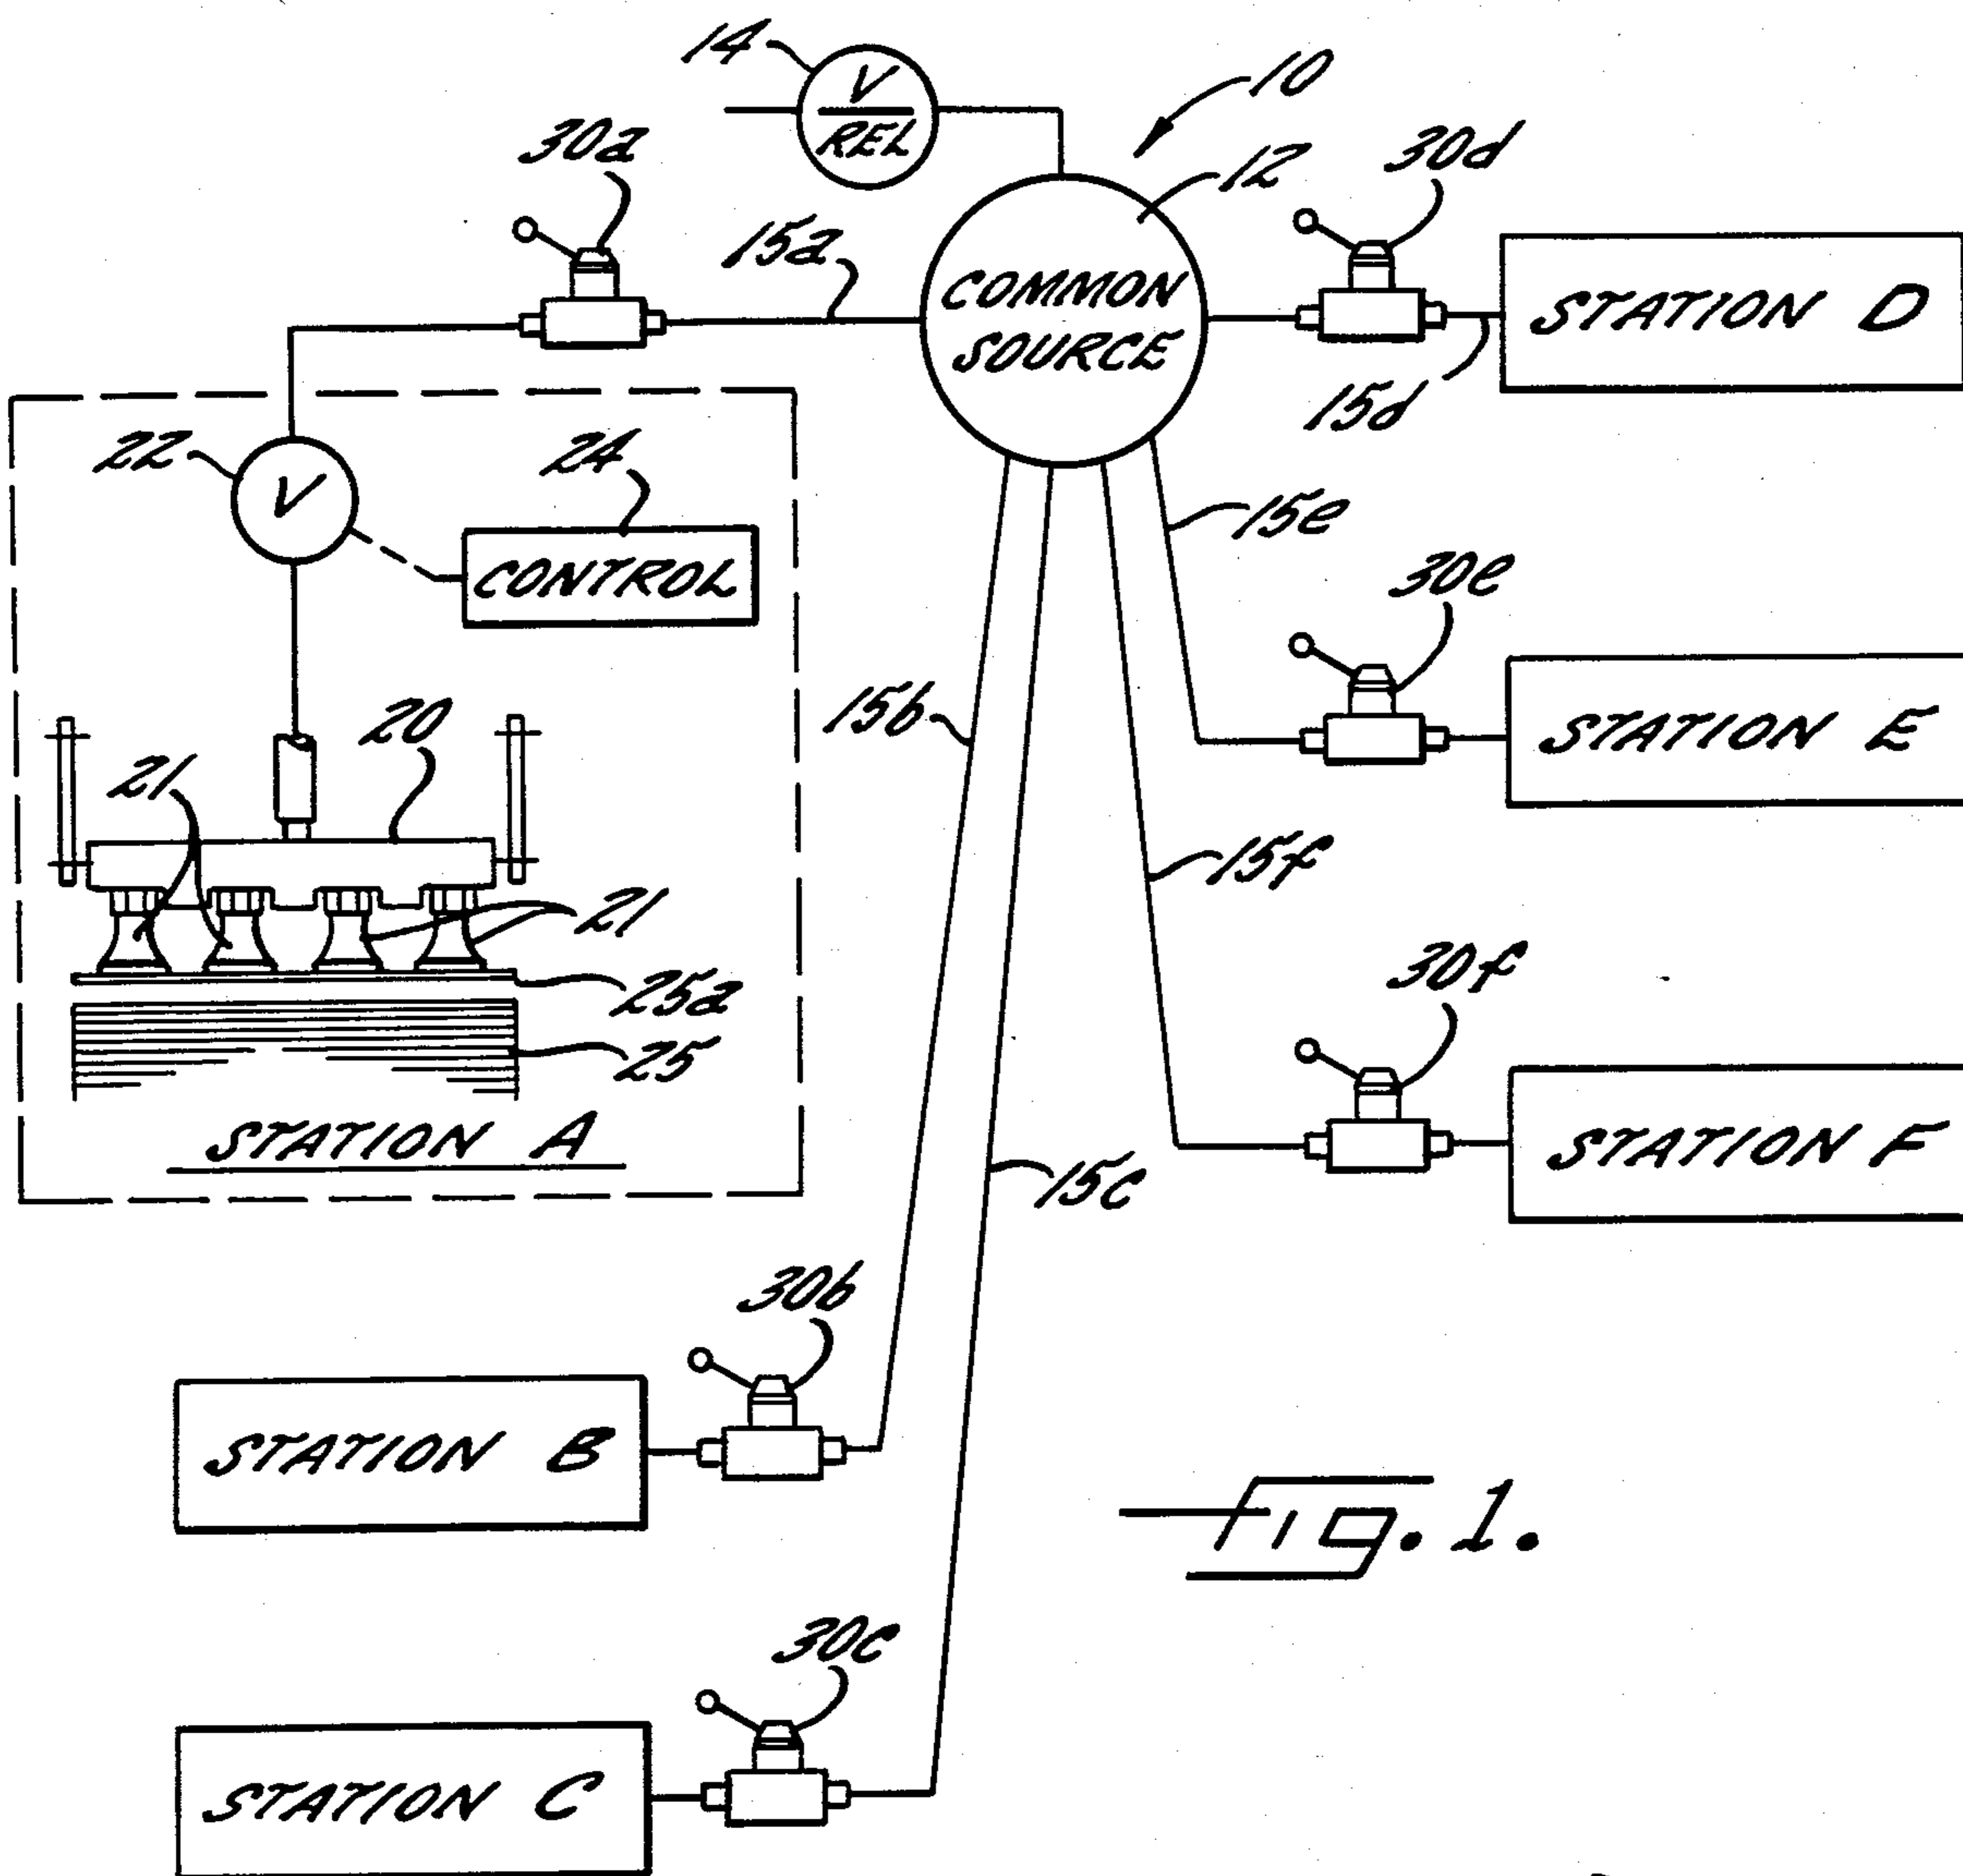 14
V
REL
10
12
30a
30d
15a
COMMON
SOURCE
STATION D
15d
22
V
24
CONTROL
15e
30e
20
21
15b
STATION E
15f
21
25a
25
30f
STATION A
15c
STATION F
30b
STATION B
Fig. 1.
30c
STATION C